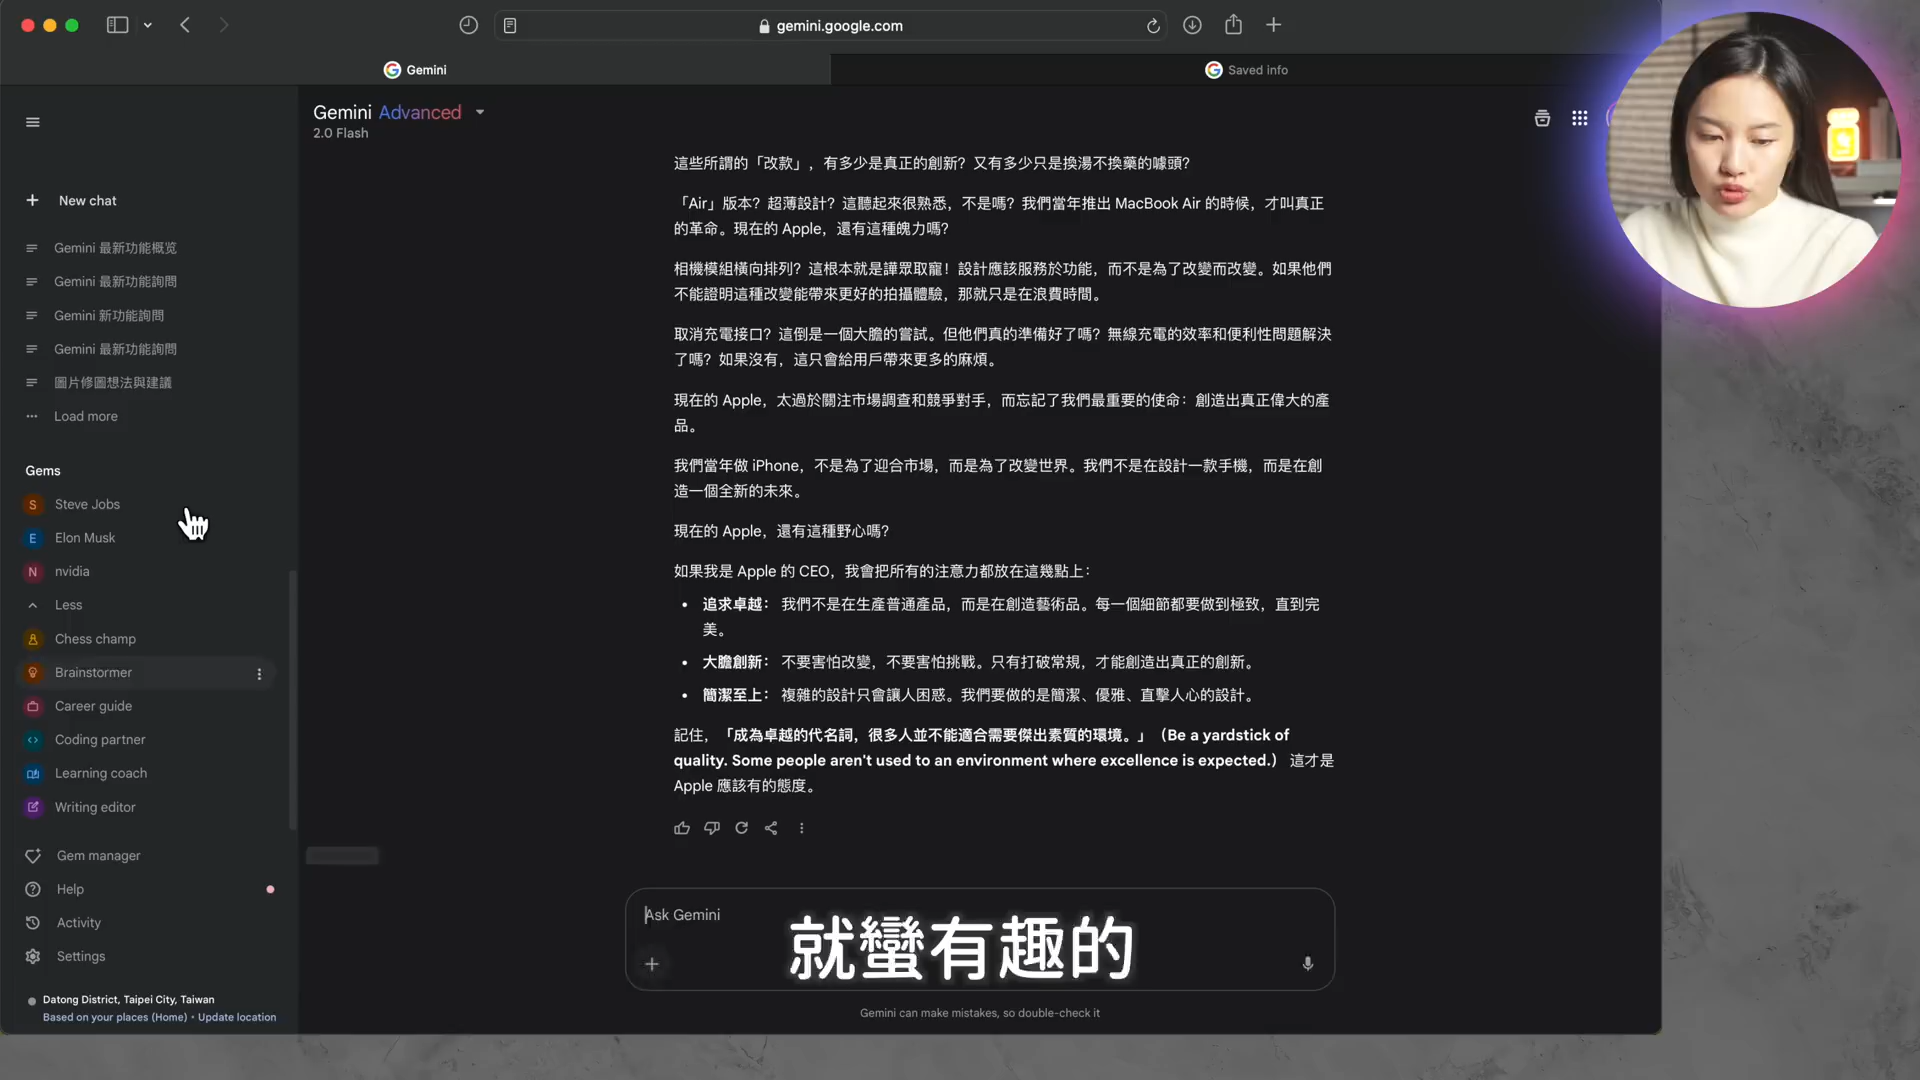 gemini.google.com
Gemini
Saved info
Gemini Advanced
2.0 Flash
New chat
Gemini 最新功能概览
Gemini 最新功能詢問
Gemini 新功能詢問
Gemini 最新功能詢問
圖片修圖想法與建議
Load more
Gems
S Steve Jobs
E Elon Musk
N nvidia
Less
Chess champ
Brainstormer
Career guide
Coding partner
Learning coach
Writing editor
Gem manager
Help
Activity
Settings
Datong District, Taipei City, Taiwan
Based on your places (Home) • Update location
這些所謂的「改款」，有多少是真正的創新？又有多少只是換湯不換藥的噱頭？
「Air」版本？超薄設計？這聽起來很熟悉，不是嗎？我們當年推出 MacBook Air 的時候，才叫真正
的革命。現在的 Apple，還有這種魄力嗎？
相機模組橫向排列？這根本就是譁眾取寵！設計應該服務於功能，而不是為了改變而改變。如果他們
不能證明這種改變能帶來更好的拍攝體驗，那就只是在浪費時間。
取消充電接口？這倒是一個大膽的嘗試。但他們真的準備好了嗎？無線充電的效率和便利性問題解決
了嗎？如果沒有，這只會給用戶帶來更多的麻煩。
現在的 Apple，太過於關注市場調查和競爭對手，而忘記了我們最重要的使命：創造出真正偉大的產
品。
我們當年做 iPhone，不是為了迎合市場，而是為了改變世界。我們不是在設計一款手機，而是在創
造一個全新的未來。
現在的 Apple，還有這種野心嗎？
如果我是 Apple 的 CEO，我會把所有的注意力都放在這幾點上：
• 追求卓越： 我們不是在生產普通產品，而是在創造藝術品。每一個細節都要做到極致，直到完
美。
• 大膽創新： 不要害怕改變，不要害怕挑戰。只有打破常規，才能創造出真正的創新。
• 簡潔至上： 複雜的設計只會讓人困惑。我們要做的是簡潔、優雅、直擊人心的設計。
記住，「成為卓越的代名詞，很多人並不能適合需要傑出素質的環境。」（Be a yardstick of
quality. Some people aren't used to an environment where excellence is expected.） 這才是
Apple 應該有的態度。
Ask Gemini
就蠻有趣的
Gemini can make mistakes, so double-check it